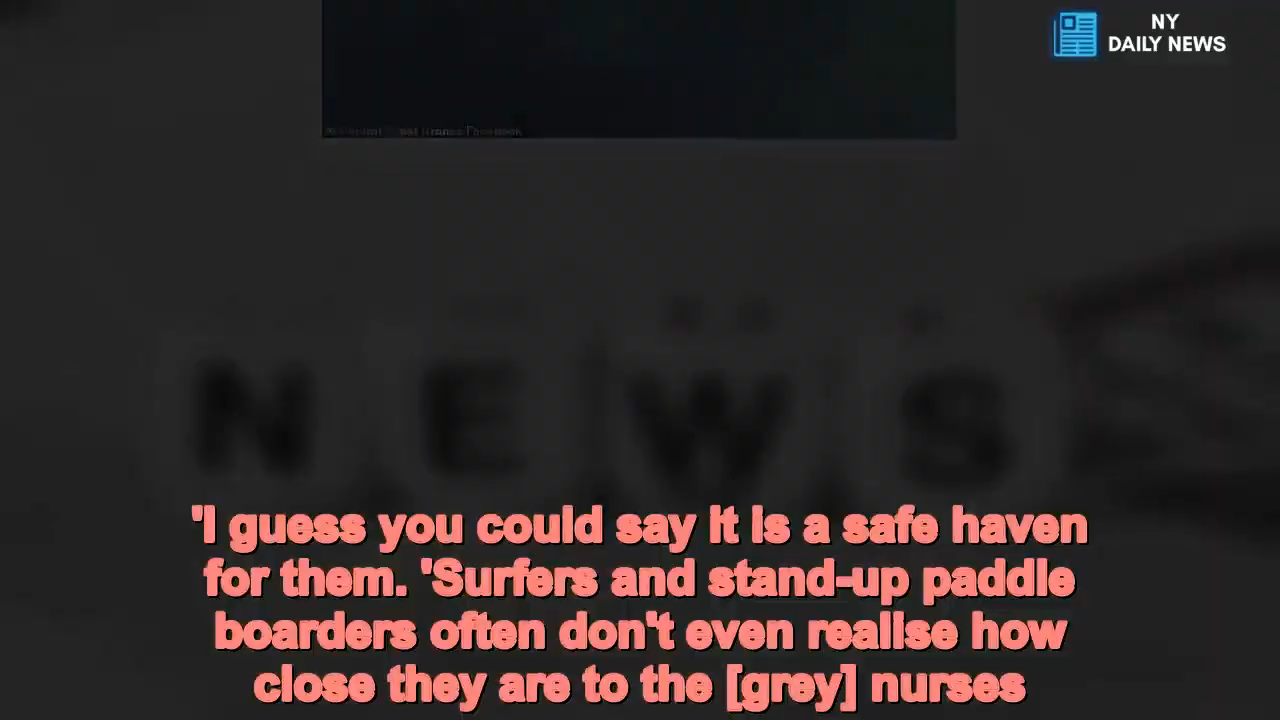 NY
DAILY NEWS
NEWS
'I guess you could say it is a safe haven
for them. 'Surfers and stand-up paddle
boarders often don't even realise how
close they are to the [grey] nurses